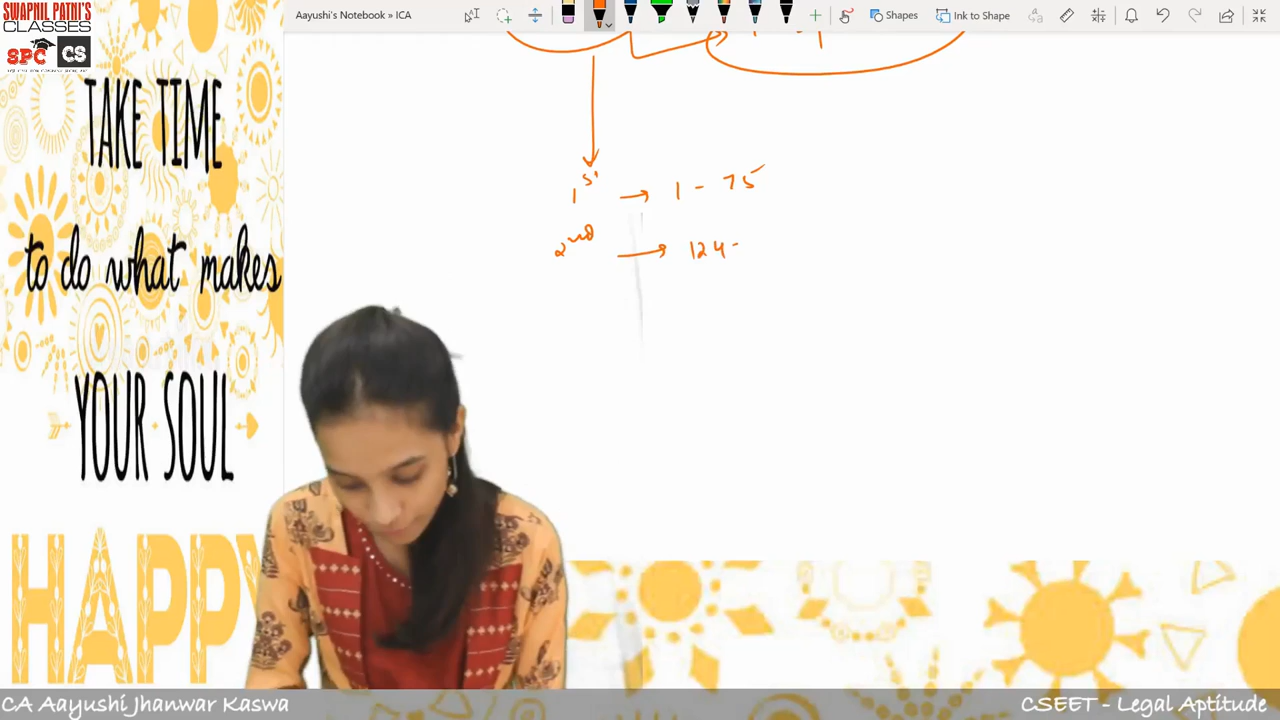 SWAPNIL PATNI'S
CLASSES
SPC CS
Aayushi's Notebook » ICA
Shapes
Ink to Shape
TAKE TIME
to do what makes
YOUR SOUL
HAPPY
1st → 1 - 75
2nd → 124-
CA Aayushi Jhanwar Kaswa
CSEET - Legal Aptitude